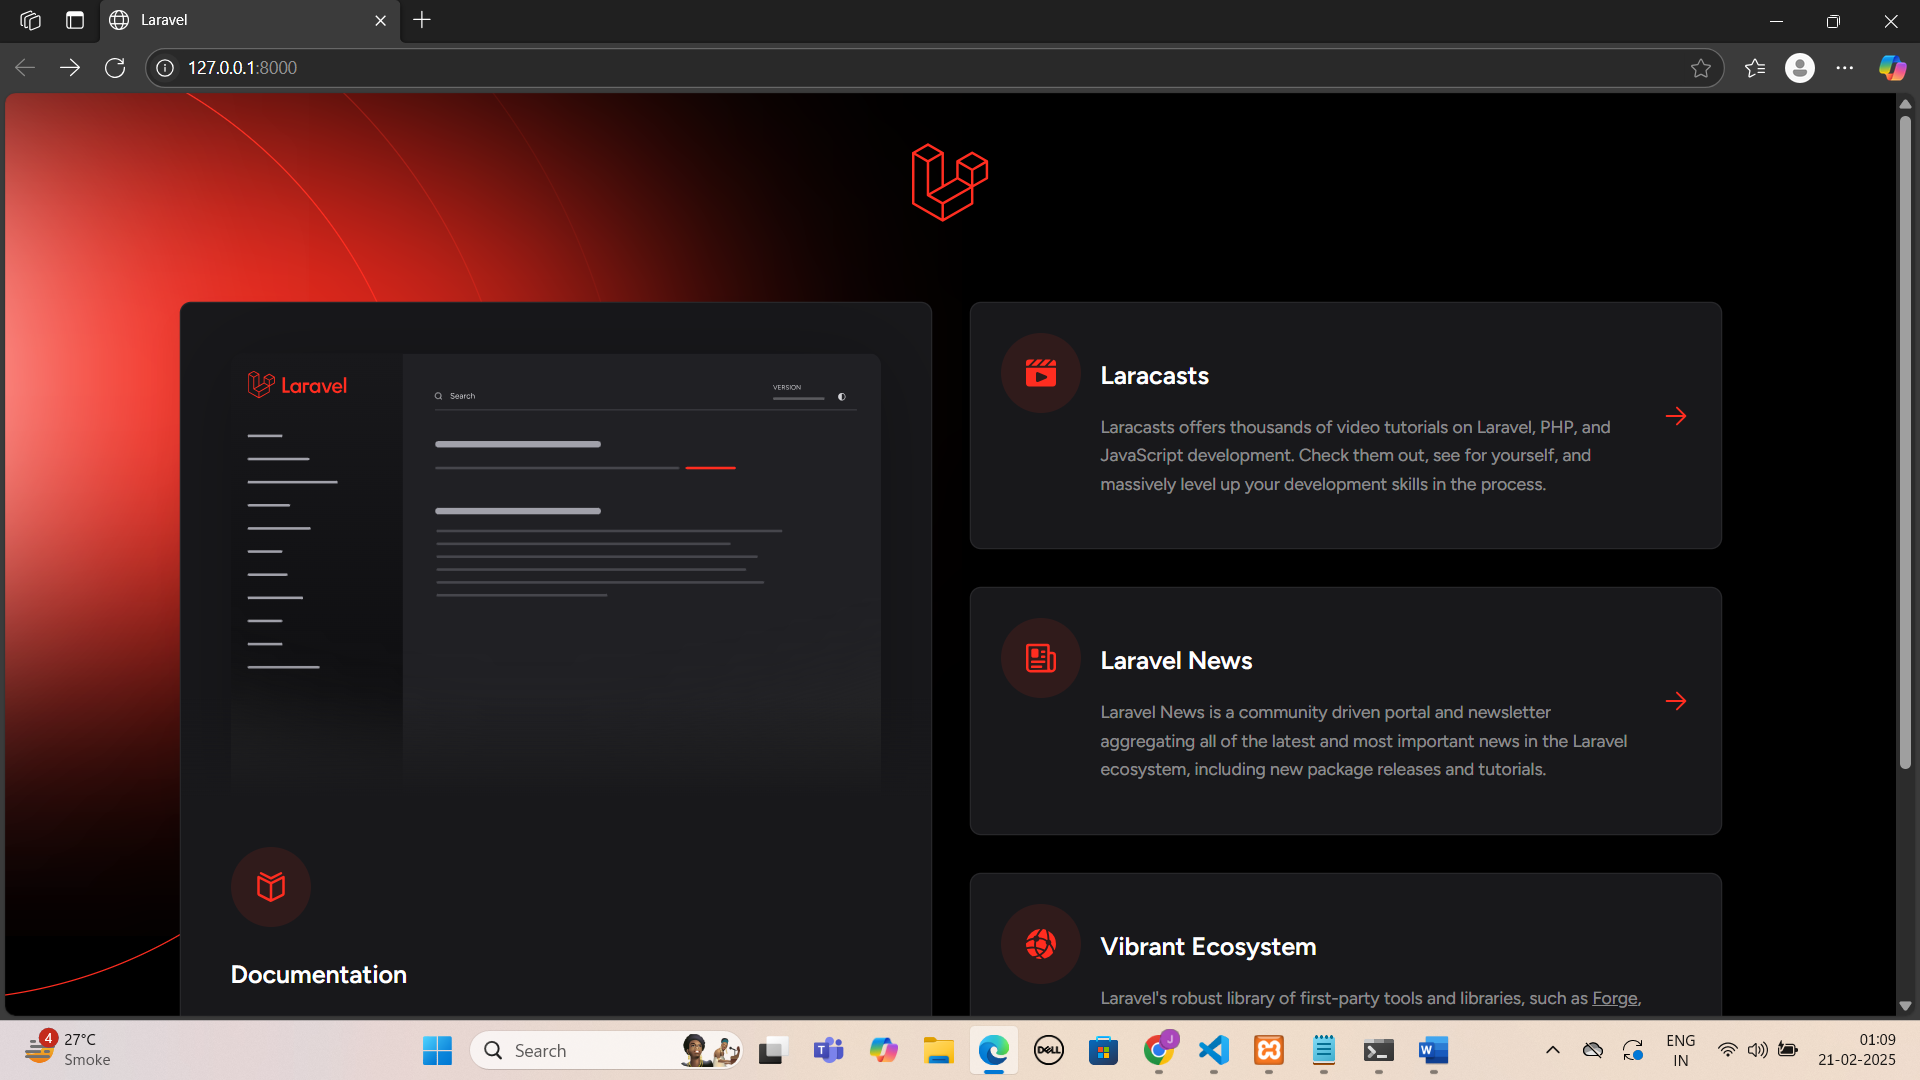 Laravel
127.0.0.1:8000
Laravel
Search
VERSION
Documentation
Laracasts
Laracasts offers thousands of video tutorials on Laravel, PHP, and
JavaScript development. Check them out, see for yourself, and
massively level up your development skills in the process.
Laravel News
Laravel News is a community driven portal and newsletter
aggregating all of the latest and most important news in the Laravel
ecosystem, including new package releases and tutorials.
Vibrant Ecosystem
Laravel's robust library of first-party tools and libraries, such as Forge,
4
27°C
Smoke
Search
T
DELL
J
W
ENG
IN
01:09
21-02-2025